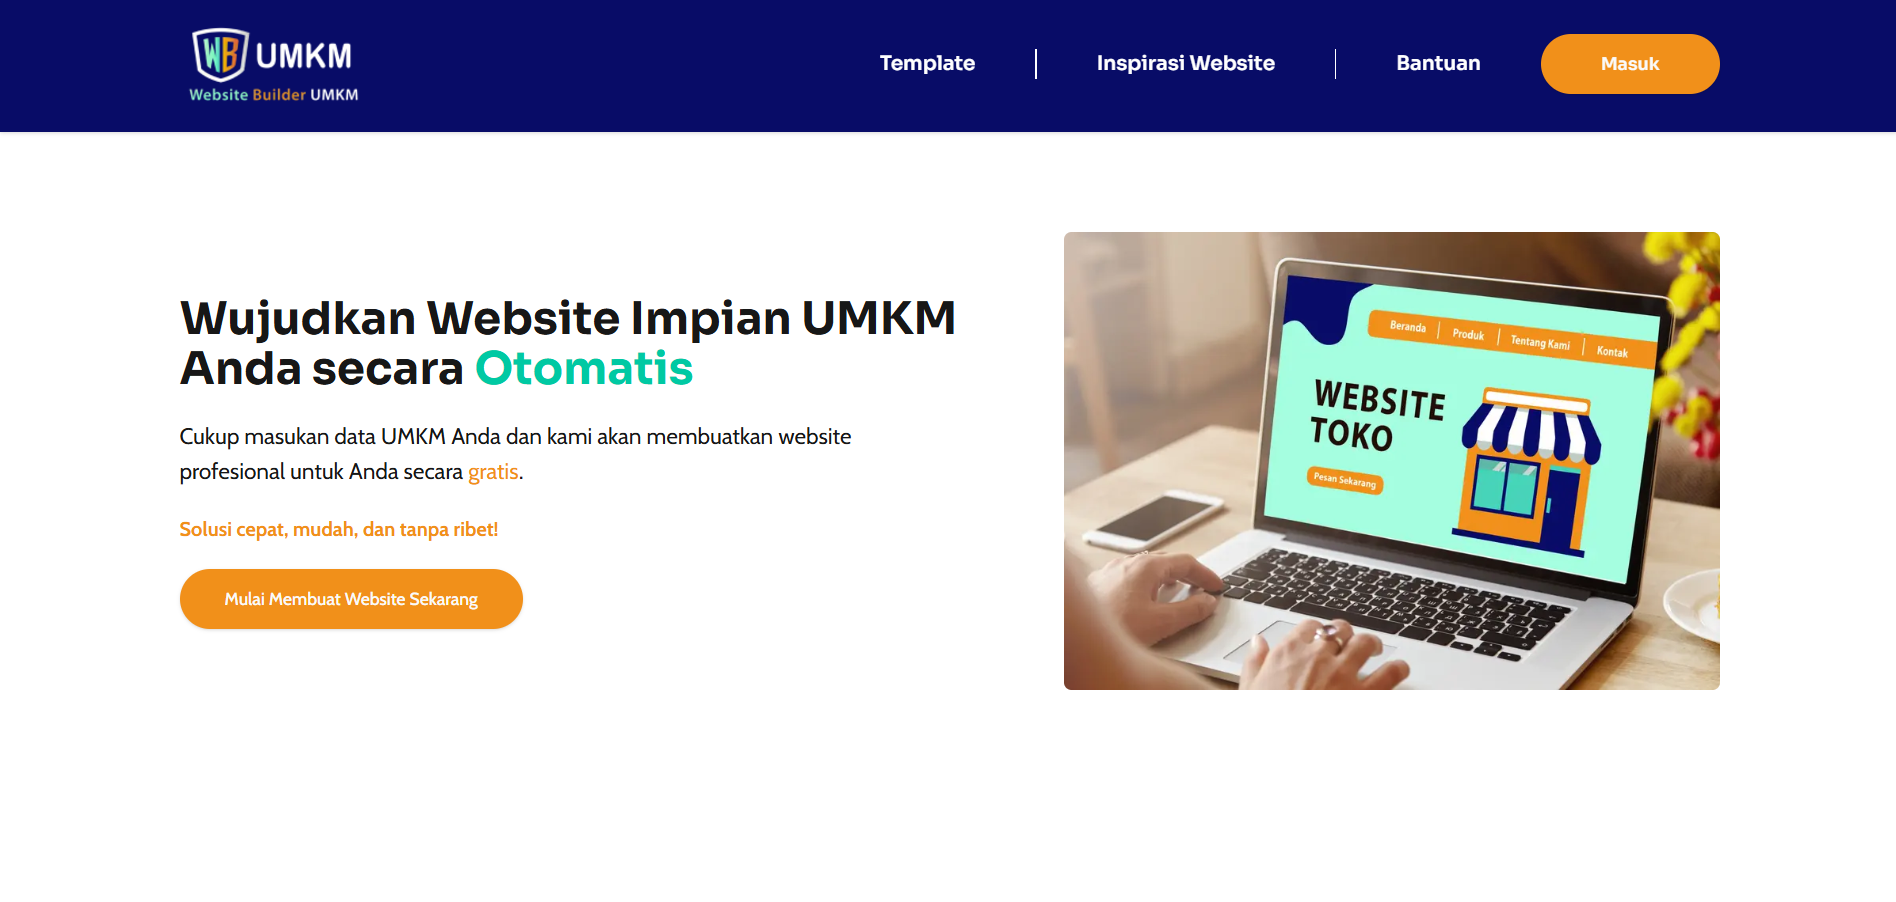 WB UMKM
Website Builder UMKM
Template
Inspirasi Website
Bantuan
Masuk
Wujudkan Website Impian UMKM
Anda secara Otomatis
Cukup masukan data UMKM Anda dan kami akan membuatkan website
profesional untuk Anda secara gratis.
Solusi cepat, mudah, dan tanpa ribet!
Mulai Membuat Website Sekarang
Beranda
Produk
Tentang Kami
Kontak
WEBSITE
TOKO
Pesan Sekarang